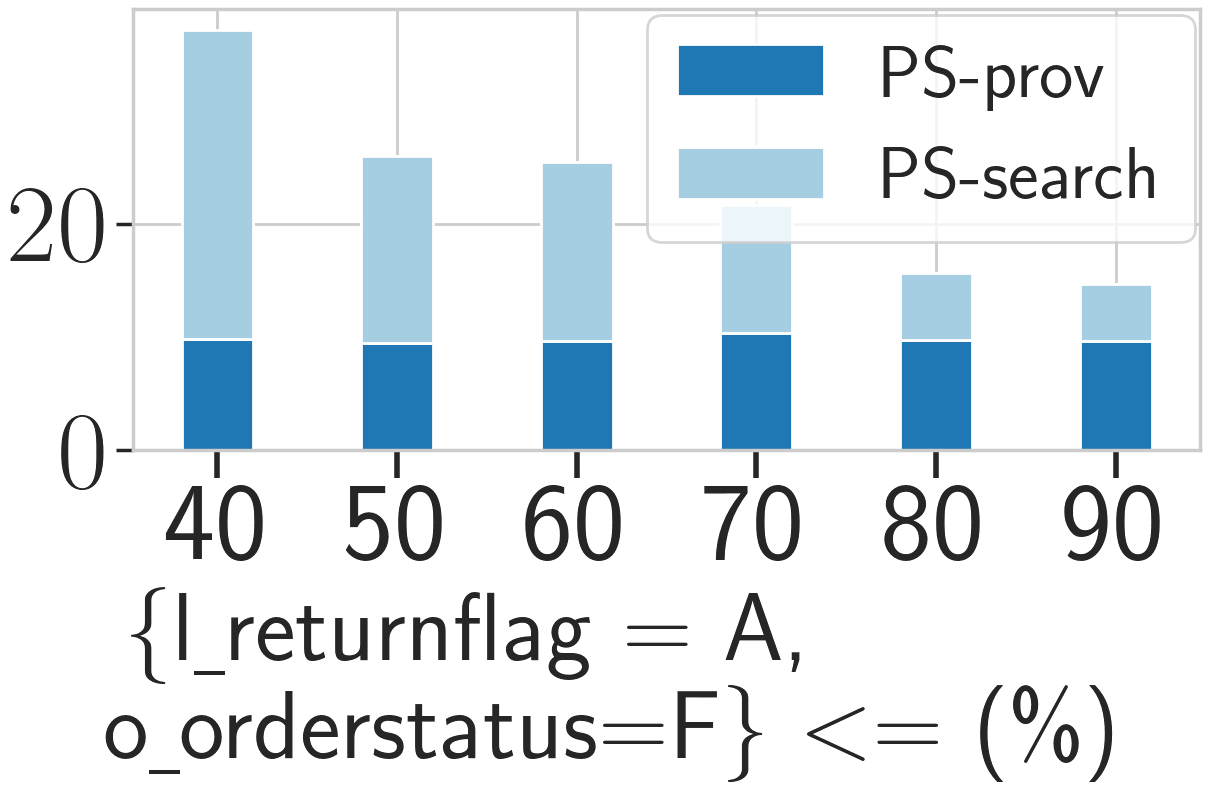 PS-prov
PS-search
20
0
40 50 60 70 80 90
{l_returnflag = A,
o_orderstatus=F} <= (%)